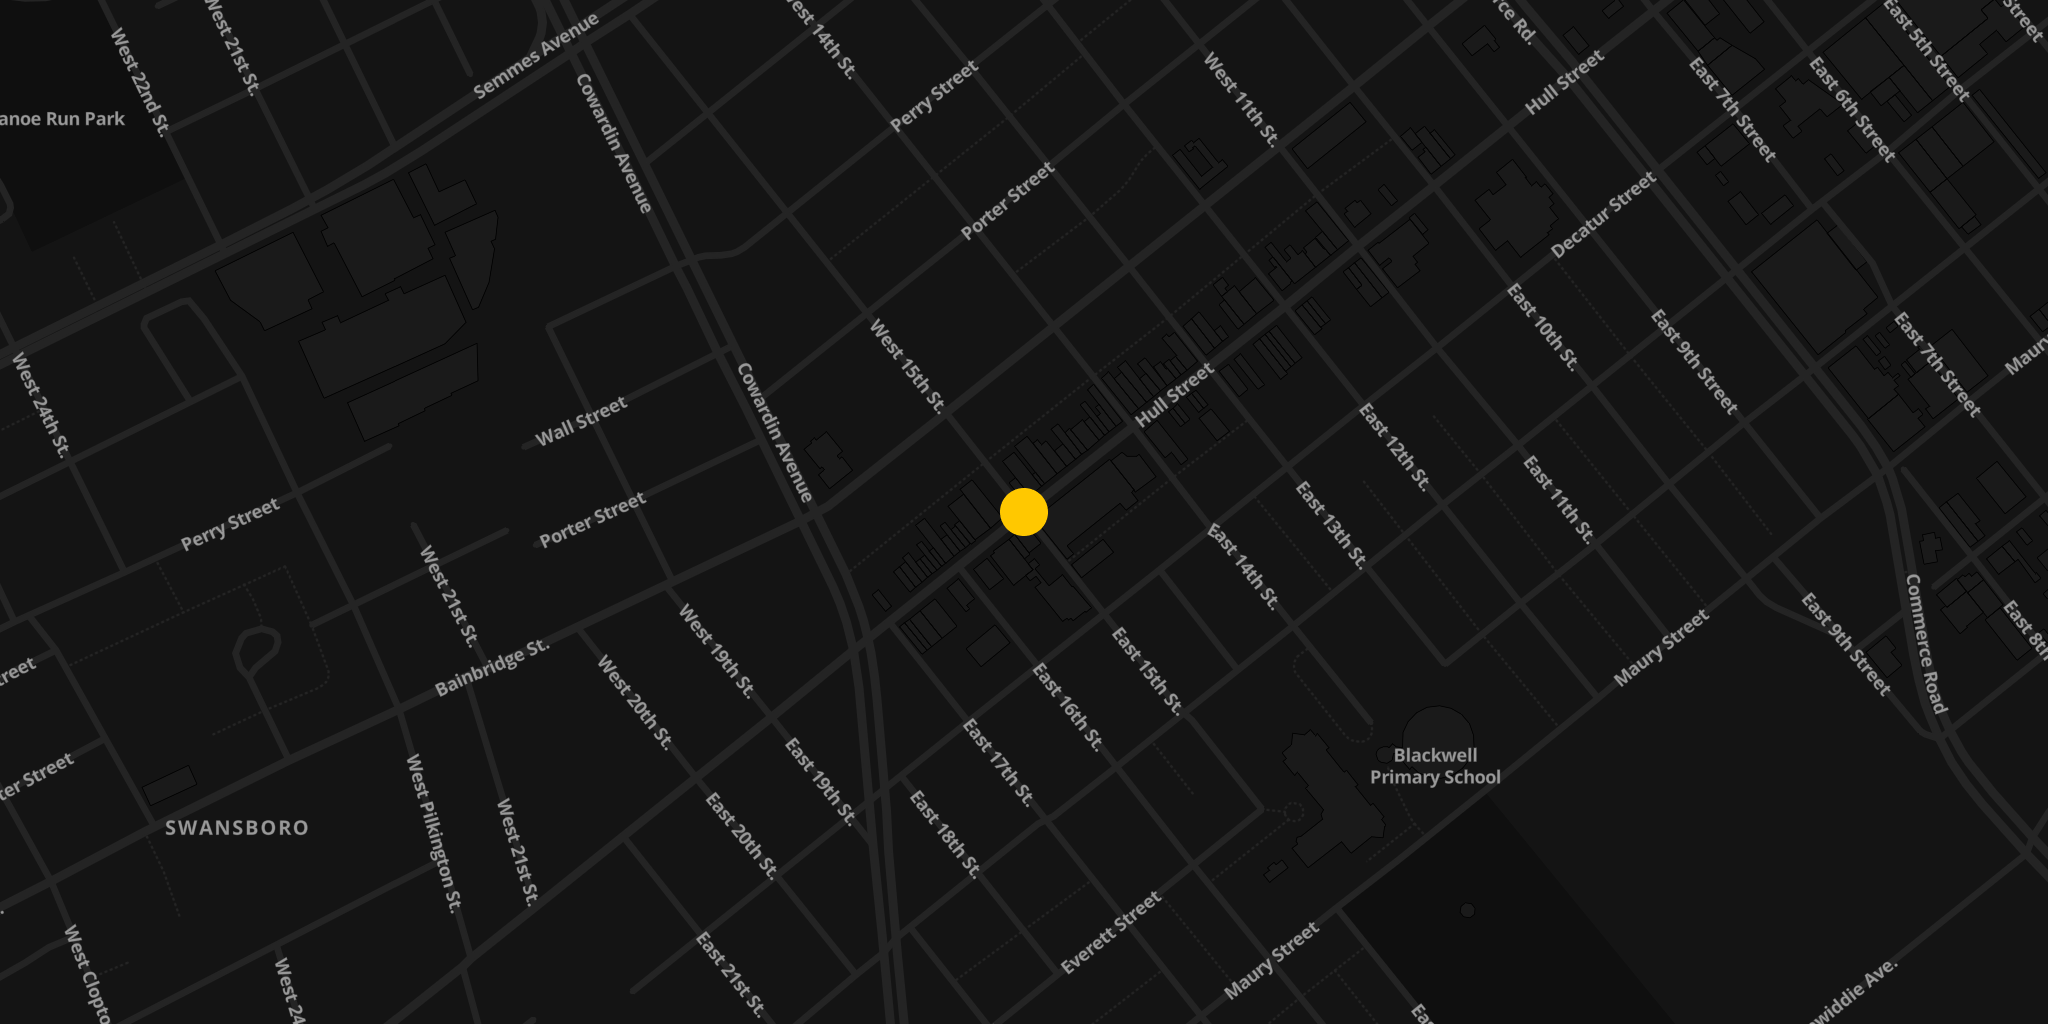 West 22nd St.
West 21st St.
Semmes Avenue
West 14th St.
Perry Street
West 11th St.
rce Rd.
Hull Street
East 5th Street
Street
East 7th Street
East 6th Street
anoe Run Park
Cowardin Avenue
Porter Street
Decatur Street
West 24th St.
West 15th St.
East 10th St.
East 9th Street
East 7th Street
Maury
Wall Street
Cowardin Avenue
Hull Street
East 12th St.
Perry Street
Porter Street
East 13th St.
East 11th St.
West 21st St.
East 14th St.
West 19th St.
Bainbridge St.
West 20th St.
East 15th St.
East 16th St.
Maury Street
East 9th Street
Commerce Road
East 8th
reet
ter Street
East 17th St.
East 19th St.
Blackwell
Primary School
West Pilkington St.
West 21st St.
East 20th St.
East 18th St.
SWANSBORO
West Clopto
West 24
East 21st St.
Everett Street
Maury Street
Eas
widdie Ave.